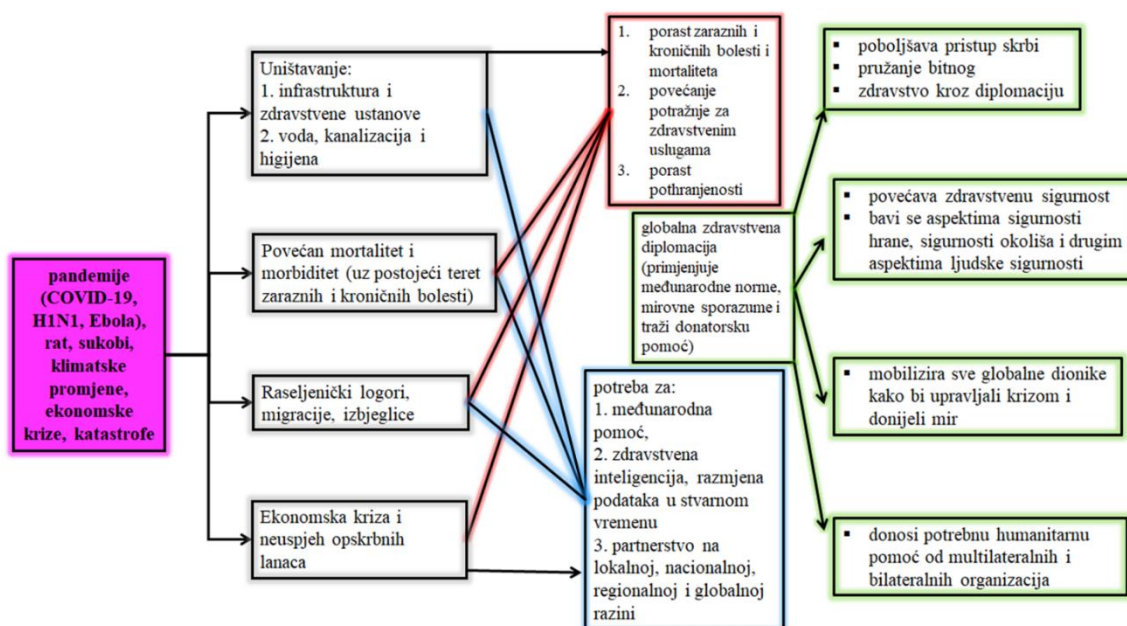 pandemije
(COVID-19,
H1N1, Ebola),
rat, sukobi,
klimatske
promjene,
ekonomske
krize, katastrofe
Uništavanje:
1. infrastruktura i
zdravstvene ustanove
2. voda, kanalizacija i
higijena
Povećan mortalitet i
morbiditet (uz postojeći teret
zaraznih i kroničnih bolesti)
Raseljenički logori,
migracije, izbjeglice
Ekonomska kriza i
neuspjeh opskrbnih
lanaca
1. porast zaraznih i
kroničnih bolesti i
mortaliteta
2. povećanje
potražnje za
zdravstvenim
uslugama
3. porast
pothranjenosti
globalna zdravstvena
diplomacija
(primjenjuje
međunarodne norme,
mirovne sporazume i
traži donatorsku
pomoć)
potreba za:
1. međunarodna
pomoć,
2. zdravstvena
inteligencija, razmjena
podataka u stvarnom
vremenu
3. partnerstvo na
lokalnoj, nacionalnoj,
regionalnoj i globalnoj
razini
▪ poboljšava pristup skrbi
▪ pružanje bitnog
▪ zdravstvo kroz diplomaciju
▪ povećava zdravstvenu sigurnost
▪ bavi se aspektima sigurnosti
hrane, sigurnosti okoliša i drugim
aspektima ljudske sigurnosti
▪ mobilizira sve globalne dionike
kako bi upravljali krizom i
donijeli mir
▪ donosi potrebnu humanitarnu
pomoć od multilateralnih i
bilateralnih organizacija